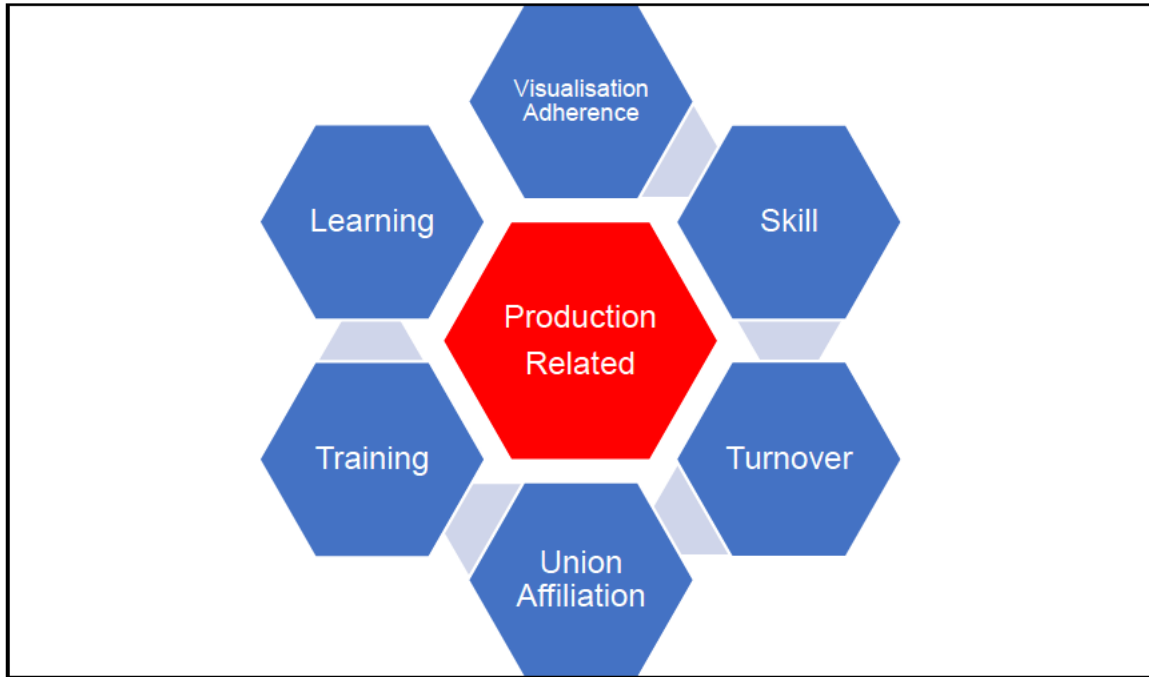 Visualisation
Adherence
Skill
Turnover
Union
Affiliation
Training
Learning
Production
Related